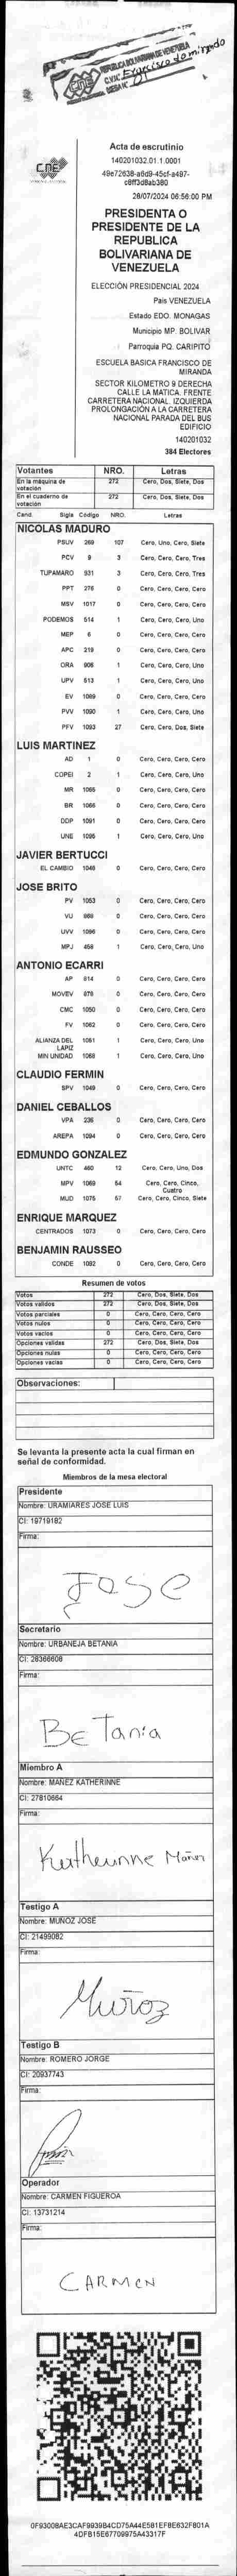 REPUBLICA BOLIVARIANA DE VENEZUELA
CNE
Acta de escrutinio
140201032.01.1.0001
28/07/2024 06:56:00 PM
PRESIDENTA O
PRESIDENTE DE LA
REPUBLICA
BOLIVARIANA DE
VENEZUELA
ELECCIÓN PRESIDENCIAL 2024
Pais VENEZUELA
Estado EDO. MONAGAS
Municipio MP. BOLIVAR
Parroquia PQ. CARIPITO
ESCUELA BASICA FRANCISCO DE
MIRANDA
SECTOR KILOMETRO 9 DERECHA
CALLE LA MATICA. FRENTE
CARRETERA NACIONAL. IZQUIERDA
PROLONGACIÓN A LA CARRETERA
NACIONAL PARADA DEL BUS
EDIFICIO
140201032
384 Electores
Votantes NRO. Letras
En la máquina de votación 272 Cero, Dos, Siete, Dos
En el cuaderno de votación 272 Cero, Dos, Siete, Dos
Cand. Sigla Código NRO. Letras
NICOLAS MADURO
PSUV 269 107 Cero, Uno, Cero, Siete
PCV 9 3 Cero, Cero, Cero, Tres
TUPAMARO 931 3 Cero, Cero, Cero, Tres
PPT 276 0 Cero, Cero, Cero, Cero
MSV 1017 0 Cero, Cero, Cero, Cero
PODEMOS 514 1 Cero, Cero, Cero, Uno
MEP 6 0 Cero, Cero, Cero, Cero
APC 219 0 Cero, Cero, Cero, Cero
ORA 908 1 Cero, Cero, Cero, Uno
UPV 513 1 Cero, Cero, Cero, Uno
EV 1089 0 Cero, Cero, Cero, Cero
PVV 1090 1 Cero, Cero, Cero, Uno
PFV 1093 27 Cero, Cero, Dos, Siete
LUIS MARTINEZ
AD 1 0 Cero, Cero, Cero, Cero
COPEI 2 1 Cero, Cero, Cero, Uno
MR 1065 0 Cero, Cero, Cero, Cero
BR 1066 0 Cero, Cero, Cero, Cero
DDP 1091 0 Cero, Cero, Cero, Cero
UNE 1095 1 Cero, Cero, Cero, Uno
JAVIER BERTUCCI
EL CAMBIO 1046 0 Cero, Cero, Cero, Cero
JOSE BRITO
PV 1053 0 Cero, Cero, Cero, Cero
VU 868 0 Cero, Cero, Cero, Cero
UVV 1096 0 Cero, Cero, Cero, Cero
MPJ 458 1 Cero, Cero, Cero, Uno
ANTONIO ECARRI
AP 814 0 Cero, Cero, Cero, Cero
MOVEV 878 0 Cero, Cero, Cero, Cero
CMC 1050 0 Cero, Cero, Cero, Cero
FV 1062 0 Cero, Cero, Cero, Cero
ALIANZA DEL LAPIZ 1051 1 Cero, Cero, Cero, Uno
MIN UNIDAD 1068 1 Cero, Cero, Cero, Uno
CLAUDIO FERMIN
SPV 1049 0 Cero, Cero, Cero, Cero
DANIEL CEBALLOS
VPA 236 0 Cero, Cero, Cero, Cero
AREPA 1094 0 Cero, Cero, Cero, Cero
EDMUNDO GONZALEZ
UNTC 460 12 Cero, Cero, Uno, Dos
MPV 1069 54 Cero, Cero, Cinco, Cuatro
MUD 1075 57 Cero, Cero, Cinco, Siete
ENRIQUE MARQUEZ
CENTRADOS 1073 0 Cero, Cero, Cero, Cero
BENJAMIN RAUSSEO
CONDE 1082 0 Cero, Cero, Cero, Cero
Resumen de votos
Votos 272 Cero, Dos, Siete, Dos
Votos validos 272 Cero, Dos, Siete, Dos
Votos parciales 0 Cero, Cero, Cero, Cero
Votos nulos 0 Cero, Cero, Cero, Cero
Votos vacios 0 Cero, Cero, Cero, Cero
Opciones validas 272 Cero, Dos, Siete, Dos
Opciones nulas 0 Cero, Cero, Cero, Cero
Opciones vacias 0 Cero, Cero, Cero, Cero
Observaciones:
Se levanta la presente acta la cual firman en
señal de conformidad.
Miembros de la mesa electoral
Presidente
Nombre: URAMIARES JOSE LUIS
CI: 19719182
Firma:
JOSE
Secretario
Nombre: URBANEJA BETANIA
CI: 28366608
Firma:
BeTania
Miembro A
Nombre: MAÑEZ KATHERINNE
CI: 27810664
Firma:
Katherinne Mañez
Testigo A
Nombre: MUÑOZ JOSE
CI: 21499082
Firma:
Muñoz
Testigo B
Nombre: ROMERO JORGE
CI: 20937743
Firma:
Operador
Nombre: CARMEN FIGUEROA
CI: 13731214
Firma:
CARMEN
0F93008AE3CAF9939B4CD75A44E581EF8E632F801A
4DFB15E67709975A43317F